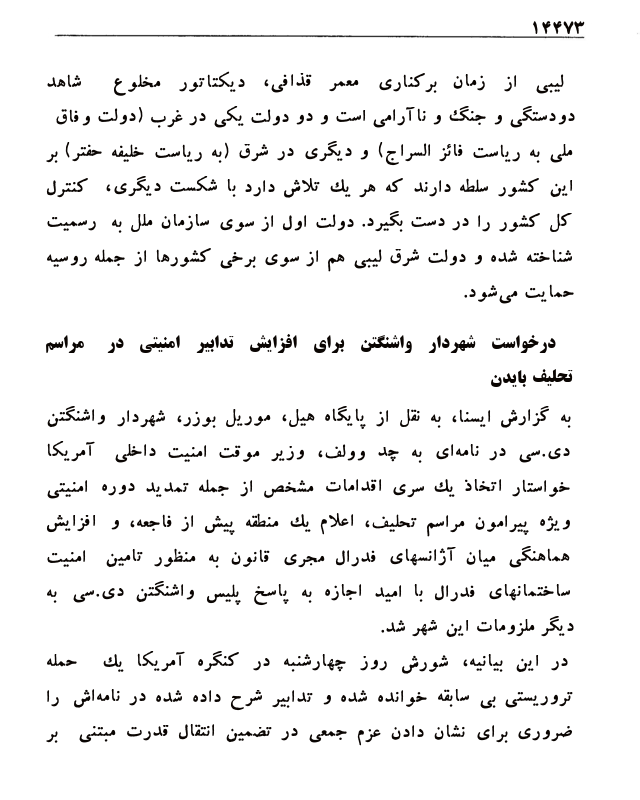 ۱۴۴۷۳
لیبی از زمان برکناری معمر قذافی، دیکتاتور مخلوع شاهد
دودستگی و جنگ و ناآرامی است و دو دولت یکی در غرب (دولت وفاق
ملی به ریاست فائز السراج) و دیگری در شرق (به ریاست خلیفه حفتر) بر
این کشور سلطه دارند که هر یك تلاش دارد با شکست دیگری، کنترل
کل کشور را در دست بگیرد. دولت اول از سوی سازمان ملل به رسمیت
شناخته شده و دولت شرق لیبی هم از سوی برخی کشورها از جمله روسیه
حمایت می‌شود.
درخواست شهردار واشنگتن برای افزایش تدابیر امنیتی در مراسم
تحلیف بایدن
به گزارش ایسنا، به نقل از پایگاه هیل، موریل بوزر، شهردار واشنگتن
دی.سی در نامه‌ای به چد وولف، وزیر موقت امنیت داخلی آمریکا
خواستار اتخاذ یك سری اقدامات مشخص از جمله تمدید دوره امنیتی
ویژه پیرامون مراسم تحلیف، اعلام یك منطقه پیش از فاجعه، و افزایش
هماهنگی میان آژانسهای فدرال مجری قانون به منظور تامین امنیت
ساختمانهای فدرال با امید اجازه به پاسخ پلیس واشنگتن دی.سی به
دیگر ملزومات این شهر شد.
در این بیانیه، شورش روز چهارشنبه در کنگره آمریکا یك حمله
تروریستی بی سابقه خوانده شده و تدابیر شرح داده شده در نامه‌اش را
ضروری برای نشان دادن عزم جمعی در تضمین انتقال قدرت مبتنی بر